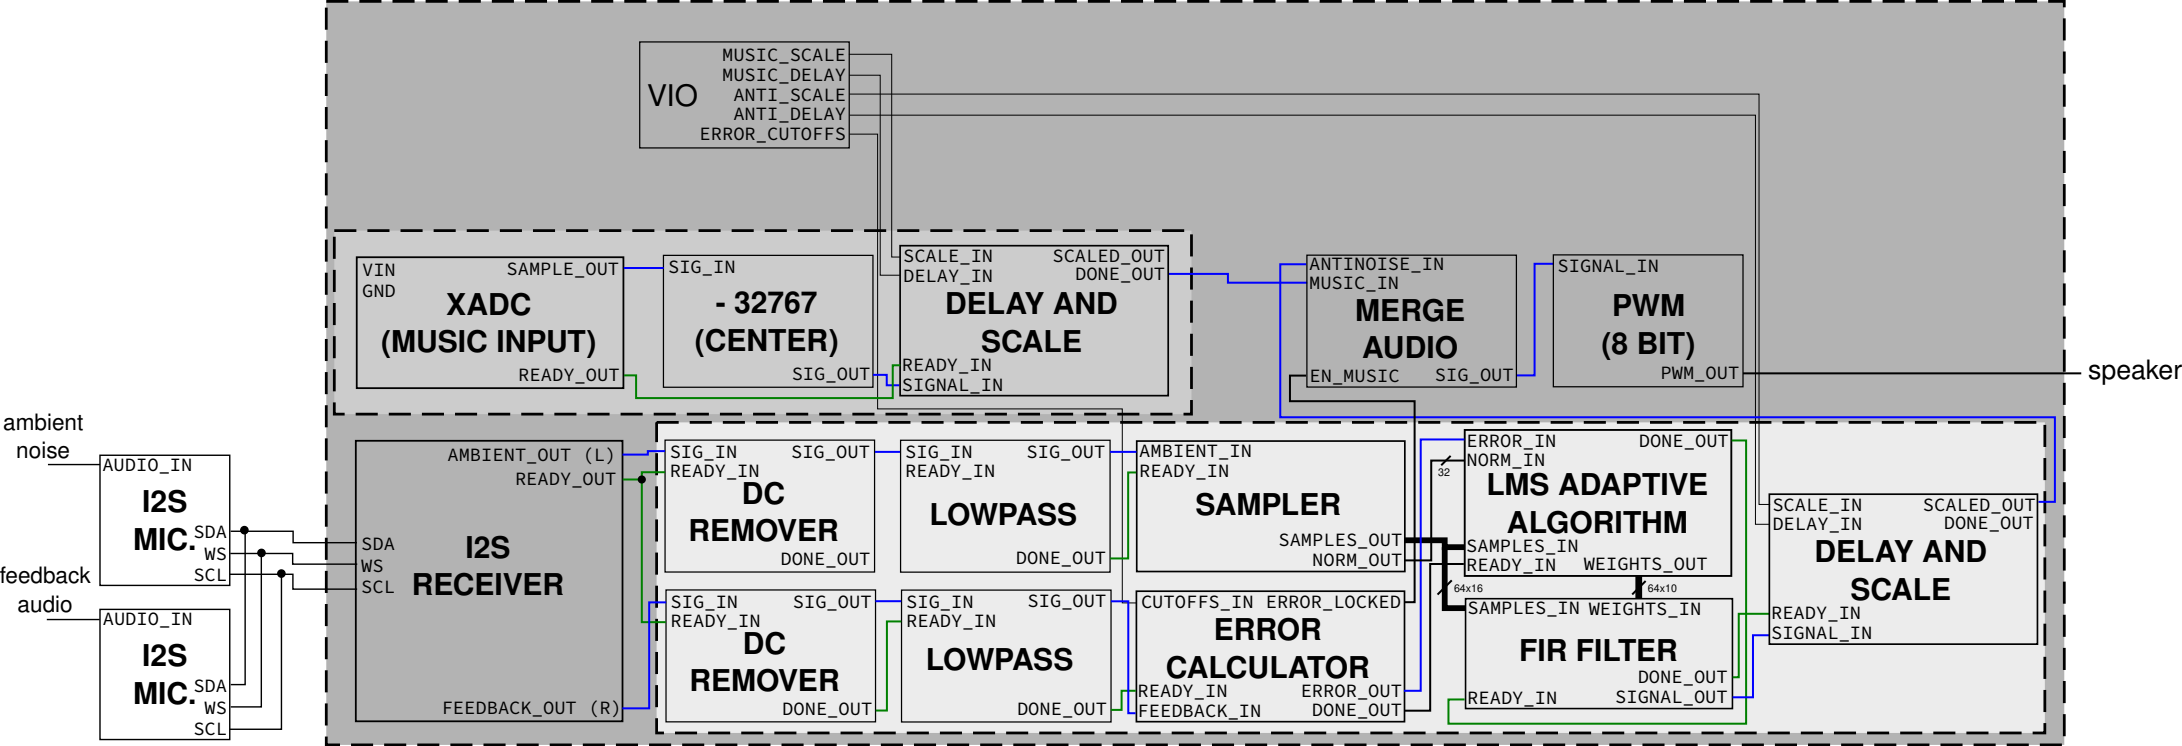 MUSIC_SCALE
MUSIC_DELAY
VIO
ANTI_SCALE
ANTI_DELAY
ERROR_CUTOFFS
VIN
GND
SAMPLE_OUT
XADC
(MUSIC INPUT)
READY_OUT
SIG_IN
- 32767
(CENTER)
SIG_OUT
SCALE_IN
DELAY_IN
SCALED_OUT
DONE_OUT
DELAY AND
SCALE
READY_IN
SIGNAL_IN
ANTINOISE_IN
MUSIC_IN
MERGE
AUDIO
EN_MUSIC
SIG_OUT
SIGNAL_IN
PWM
(8 BIT)
PWM_OUT
speaker
ambient
noise
AUDIO_IN
I2S
MIC.
SDA
WS
SCL
feedback
audio
AUDIO_IN
I2S
MIC.
SDA
WS
SCL
AMBIENT_OUT (L)
READY_OUT
SDA
WS
SCL
I2S
RECEIVER
FEEDBACK_OUT (R)
SIG_IN
SIG_OUT
READY_IN
DC
REMOVER
DONE_OUT
SIG_IN
SIG_OUT
READY_IN
LOWPASS
DONE_OUT
AMBIENT_IN
READY_IN
SAMPLER
SAMPLES_OUT
NORM_OUT
32
64x16
ERROR_IN
DONE_OUT
NORM_IN
LMS ADAPTIVE
ALGORITHM
SAMPLES_IN
READY_IN
WEIGHTS_OUT
64x10
SIG_IN
SIG_OUT
READY_IN
DC
REMOVER
DONE_OUT
SIG_IN
SIG_OUT
READY_IN
LOWPASS
DONE_OUT
CUTOFFS_IN
ERROR_LOCKED
ERROR
CALCULATOR
READY_IN
ERROR_OUT
FEEDBACK_IN
DONE_OUT
SAMPLES_IN
WEIGHTS_IN
FIR FILTER
DONE_OUT
READY_IN
SIGNAL_OUT
SCALE_IN
SCALED_OUT
DELAY_IN
DONE_OUT
DELAY AND
SCALE
READY_IN
SIGNAL_IN